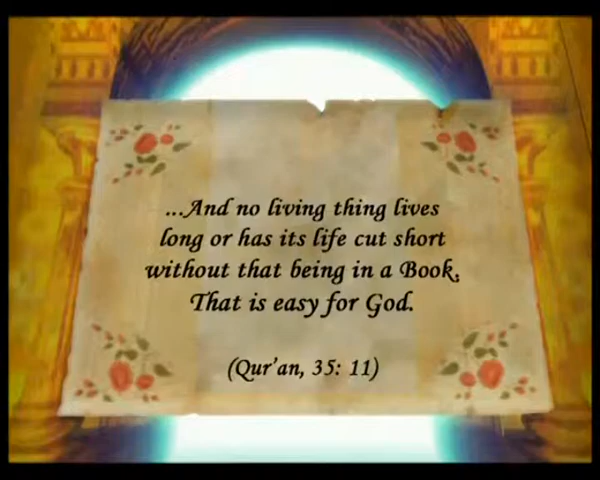 ...And no living thing lives
long or has its life cut short
without that being in a Book.
That is easy for God.
(Qur'an, 35: 11)